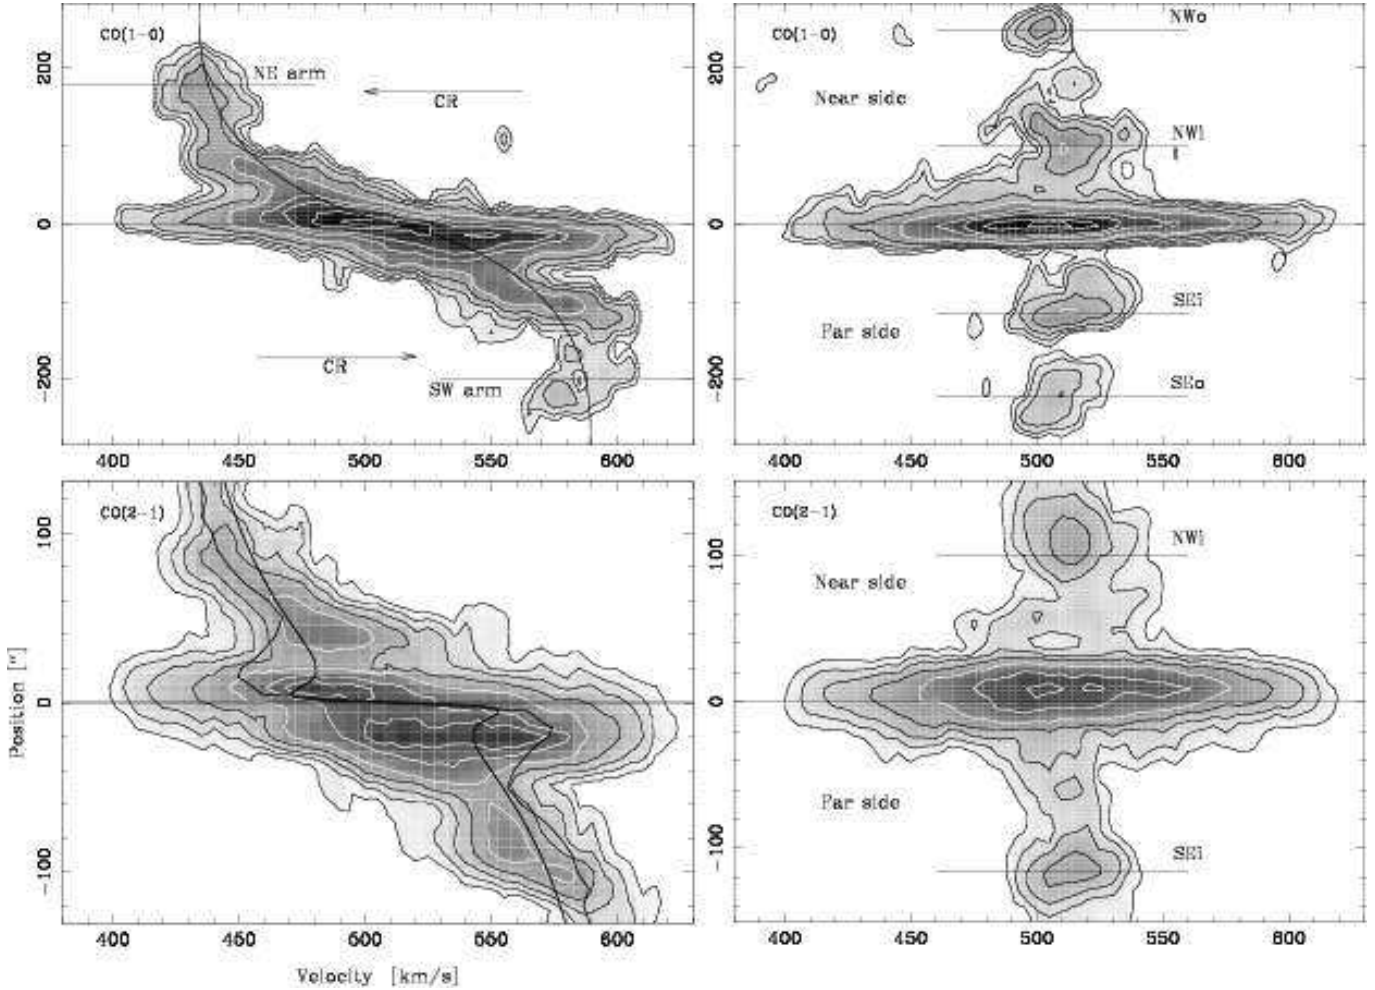 CO(1-0)
NE arm
CR
CR
SW arm
200
0
-200
400 450 500 550 600
CO(1-0)
NWo
Near side
NWi
SEi
Far side
SEo
200
0
-200
400 450 500 550 600
CO(2-1)
100
0
-100
Position ["]
400 450 500 550 600
Velocity [km/s]
CO(2-1)
NWi
Near side
Far side
SEi
100
0
-100
400 450 500 550 600